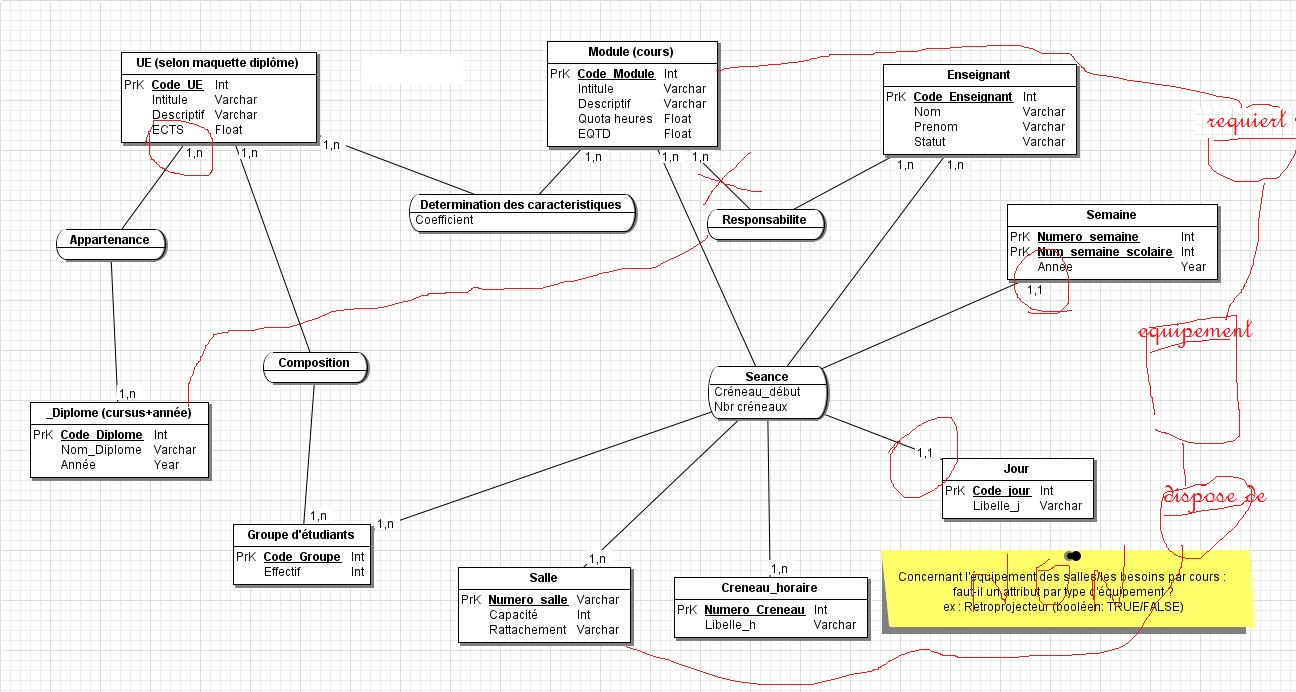 UE (selon maquette diplôme)
PrK Code_UE Int
Intitule Varchar
Descriptif Varchar
ECTS Float
1,n
1,n
1,n
Module (cours)
PrK Code_Module Int
Intitule Varchar
Descriptif Varchar
Quota heures Float
EQTD Float
1,n
1,n
1,n
Enseignant
PrK Code_Enseignant Int
Nom Varchar
Prenom Varchar
Statut Varchar
1,n
1,n
requiert
Determination des caracteristiques
Coefficient
Responsabilite
Appartenance
Semaine
PrK Numero_semaine Int
PrK Num_semaine_scolaire Int
Année Year
1,1
equipement
Composition
Seance
Créneau_début
Nbr créneaux
1,n
_Diplome (cursus+année)
PrK Code_Diplome Int
Nom_Diplome Varchar
Année Year
1,1
Jour
PrK Code_jour Int
Libelle_j Varchar
dispose de
1,n
1,n
Groupe d'étudiants
PrK Code_Groupe Int
Effectif Int
1,n
Salle
PrK Numero_salle Varchar
Capacité Int
Rattachement Varchar
1,n
Creneau_horaire
PrK Numero_Creneau Int
Libelle_h Varchar
Concernant l'équipement des salles/les besoins par cours :
faut-il un attribut par type d'équipement ?
ex : Retroprojecteur (booléen: TRUE/FALSE)
NON